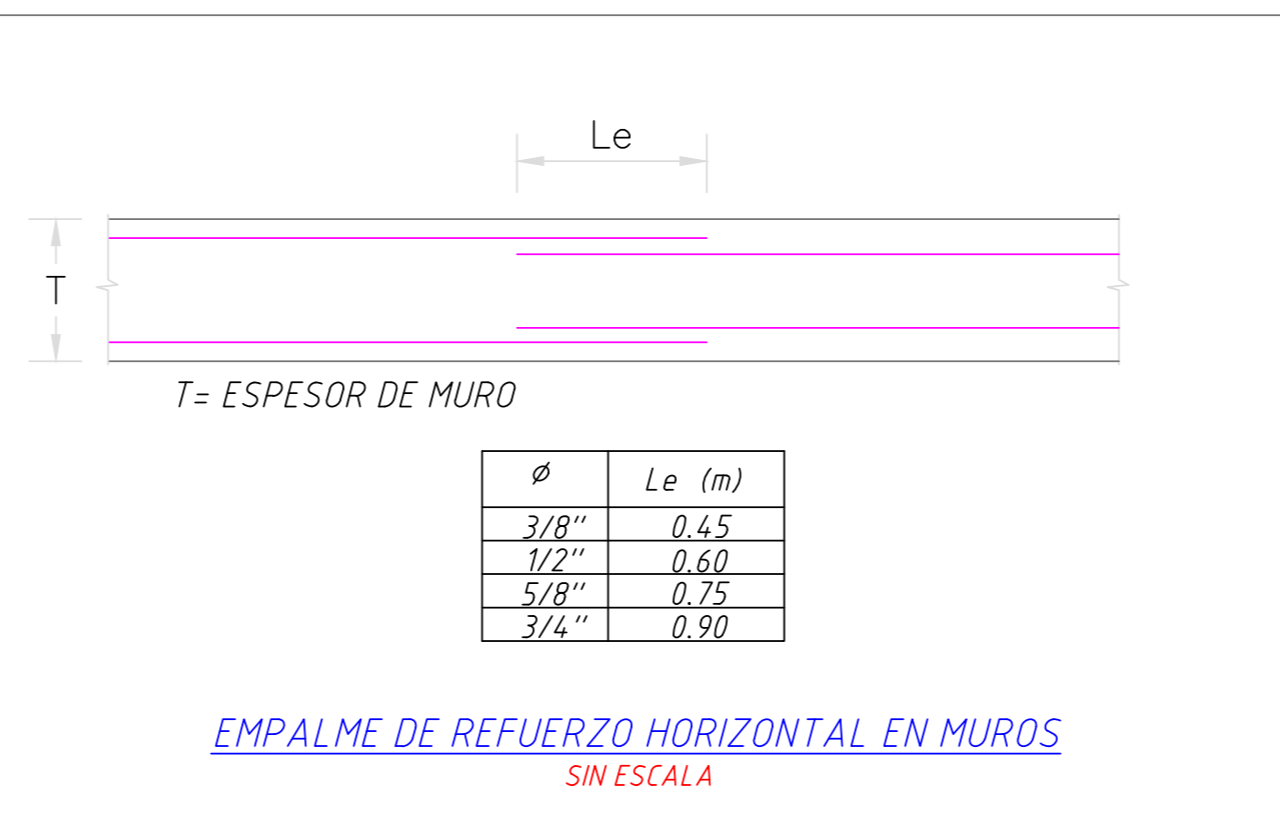 Le
T
T= ESPESOR DE MURO
Ø Le (m)
3/8" 0.45
1/2" 0.60
5/8" 0.75
3/4" 0.90
EMPALME DE REFUERZO HORIZONTAL EN MUROS
SIN ESCALA